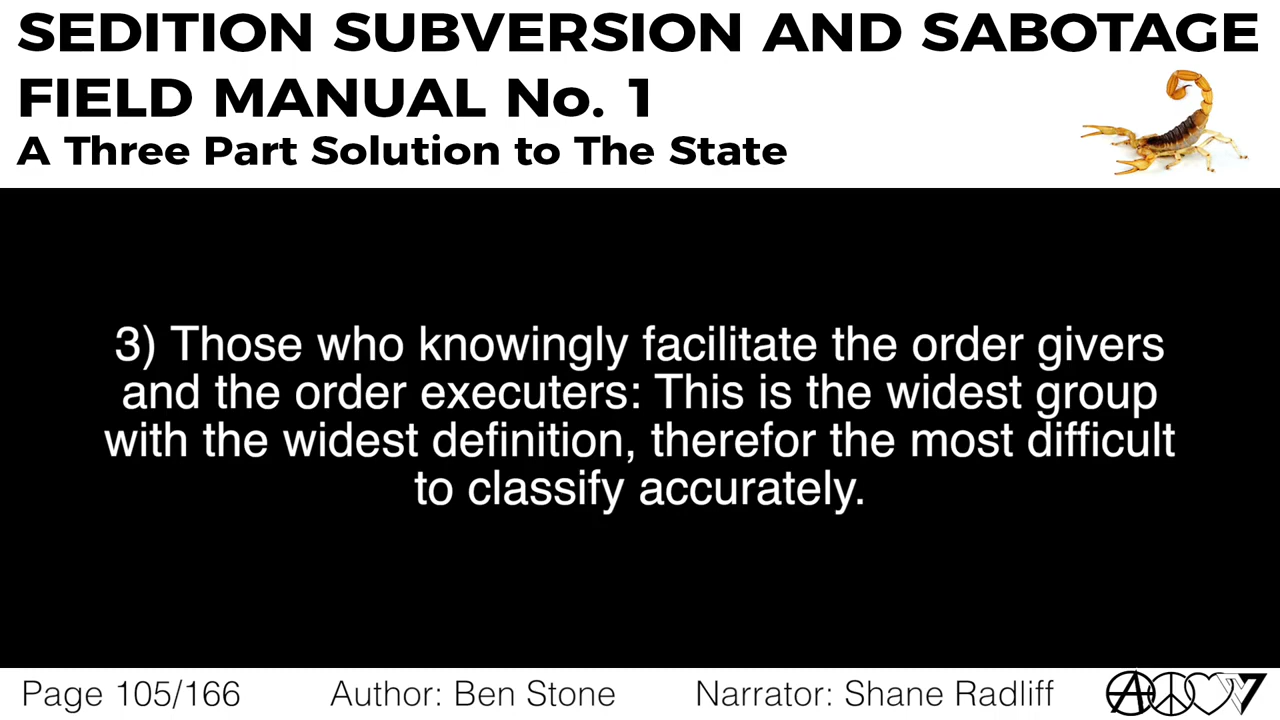 SEDITION SUBVERSION AND SABOTAGE
FIELD MANUAL No. 1
A Three Part Solution to The State
3) Those who knowingly facilitate the order givers
and the order executers: This is the widest group
with the widest definition, therefor the most difficult
to classify accurately.
Page 105/166 Author: Ben Stone Narrator: Shane Radliff